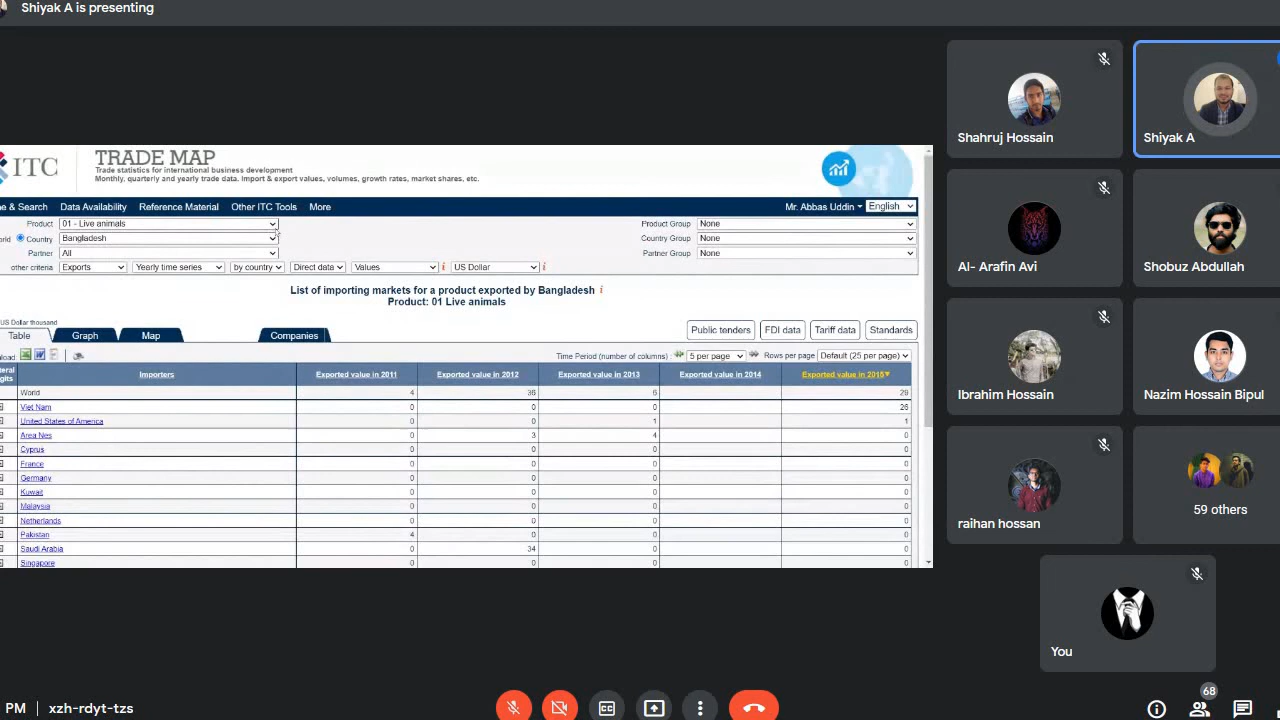 Shiyak A is presenting
ITC
TRADE MAP
Trade statistics for international business development
Monthly, quarterly and yearly trade data. Import & export values, volumes, growth rates, market shares, etc.
e & Search Data Availability Reference Material Other ITC Tools More Mr. Abbas Uddin English
Product 01 - Live animals Product Group None
orld Country Bangladesh Country Group None
Partner All Partner Group None
other criteria Exports Yearly time series by country Direct data Values i US Dollar i
List of importing markets for a product exported by Bangladesh i
Product: 01 Live animals
US Dollar thousand
Table Graph Map Companies Public tenders FDI data Tariff data Standards
Time Period (number of columns) : 5 per page Rows per page Default (25 per page)
Importers Exported value in 2011 Exported value in 2012 Exported value in 2013 Exported value in 2014 Exported value in 2015
World 4 36 6 29
Viet Nam 0 0 0 26
United States of America 0 0 1 1
Area Nes 0 3 4 0
Cyprus 0 0 0 0
France 0 0 0 0
Germany 0 0 0 0
Kuwait 0 0 0 0
Malaysia 0 0 0 0
Netherlands 0 0 0 0
Pakistan 4 0 0 0
Saudi Arabia 0 34 0 0
Singapore 0 0 0 0
Shahruj Hossain
Shiyak A
Al- Arafin Avi
Shobuz Abdullah
Ibrahim Hossain
Nazim Hossain Bipul
raihan hossan
59 others
You
PM | xzh-rdyt-tzs
CC
68